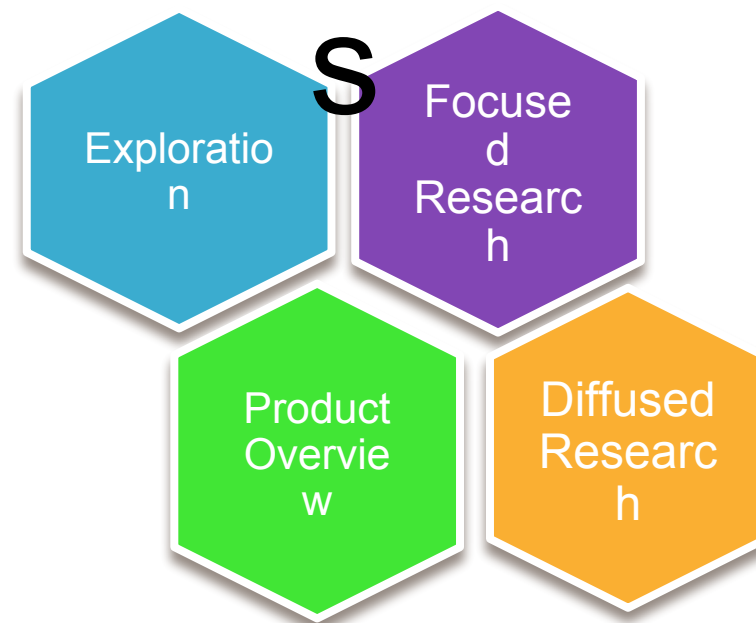 s
Exploratio
n
Focuse
d
Researc
h
Product
Overvie
w
Diffused
Researc
h